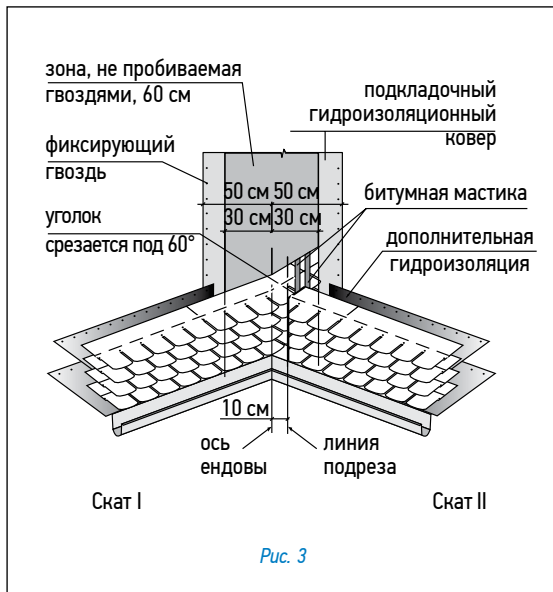 зона, не пробиваемая
гвоздями, 60 см
подкладочный
гидроизоляционный
ковер
фиксирующий
гвоздь
50 см 50 см
битумная мастика
уголок
срезается под 60°
30 см 30 см
дополнительная
гидроизоляция
10 см
ось
ендовы
линия
подреза
Скат I
Скат II
Рис. 3